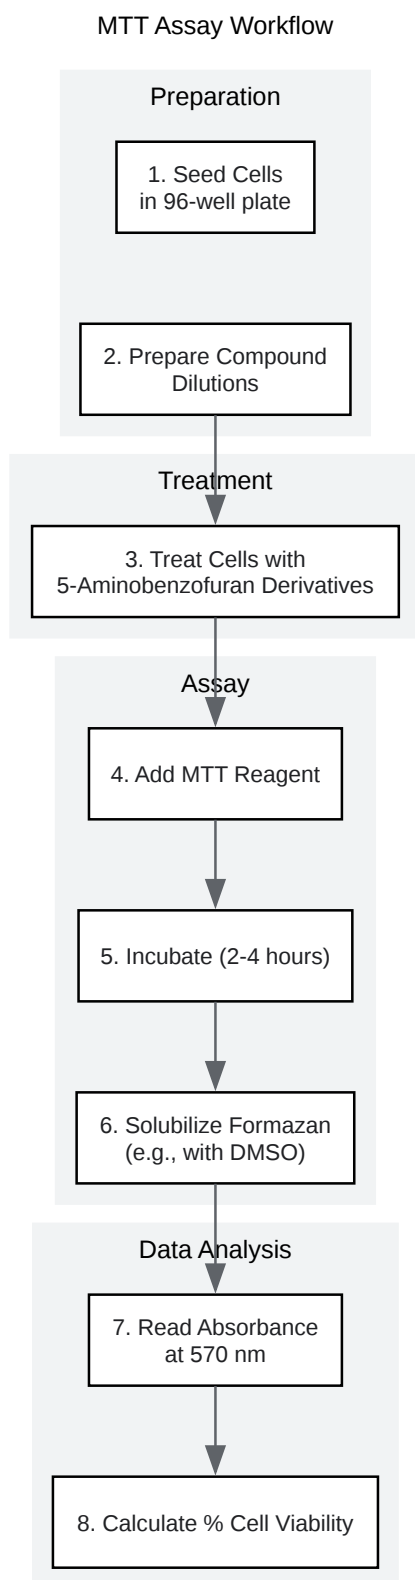 MTT Assay Workflow
Preparation
1. Seed Cells
in 96-well plate
2. Prepare Compound
Dilutions
Treatment
3. Treat Cells with
5-Aminobenzofuran Derivatives
Assay
4. Add MTT Reagent
5. Incubate (2-4 hours)
6. Solubilize Formazan
(e.g., with DMSO)
Data Analysis
7. Read Absorbance
at 570 nm
8. Calculate % Cell Viability